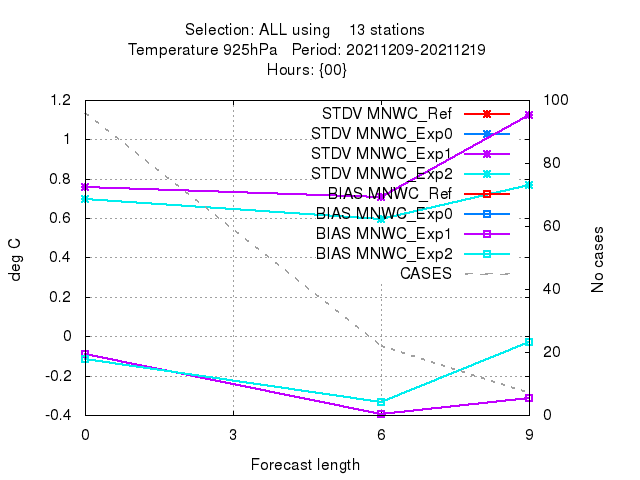 Selection: ALL using    13 stations
Temperature 925hPa   Period: 20211209-20211219
Hours: {00}
1.2
1
0.8
0.6
0.4
0.2
0
-0.2
-0.4
deg C
STDV MNWC_Ref
STDV MNWC_Exp0
STDV MNWC_Exp1
STDV MNWC_Exp2
BIAS MNWC_Ref
BIAS MNWC_Exp0
BIAS MNWC_Exp1
BIAS MNWC_Exp2
CASES
100
80
60
40
20
0
No cases
0 3 6 9
Forecast length